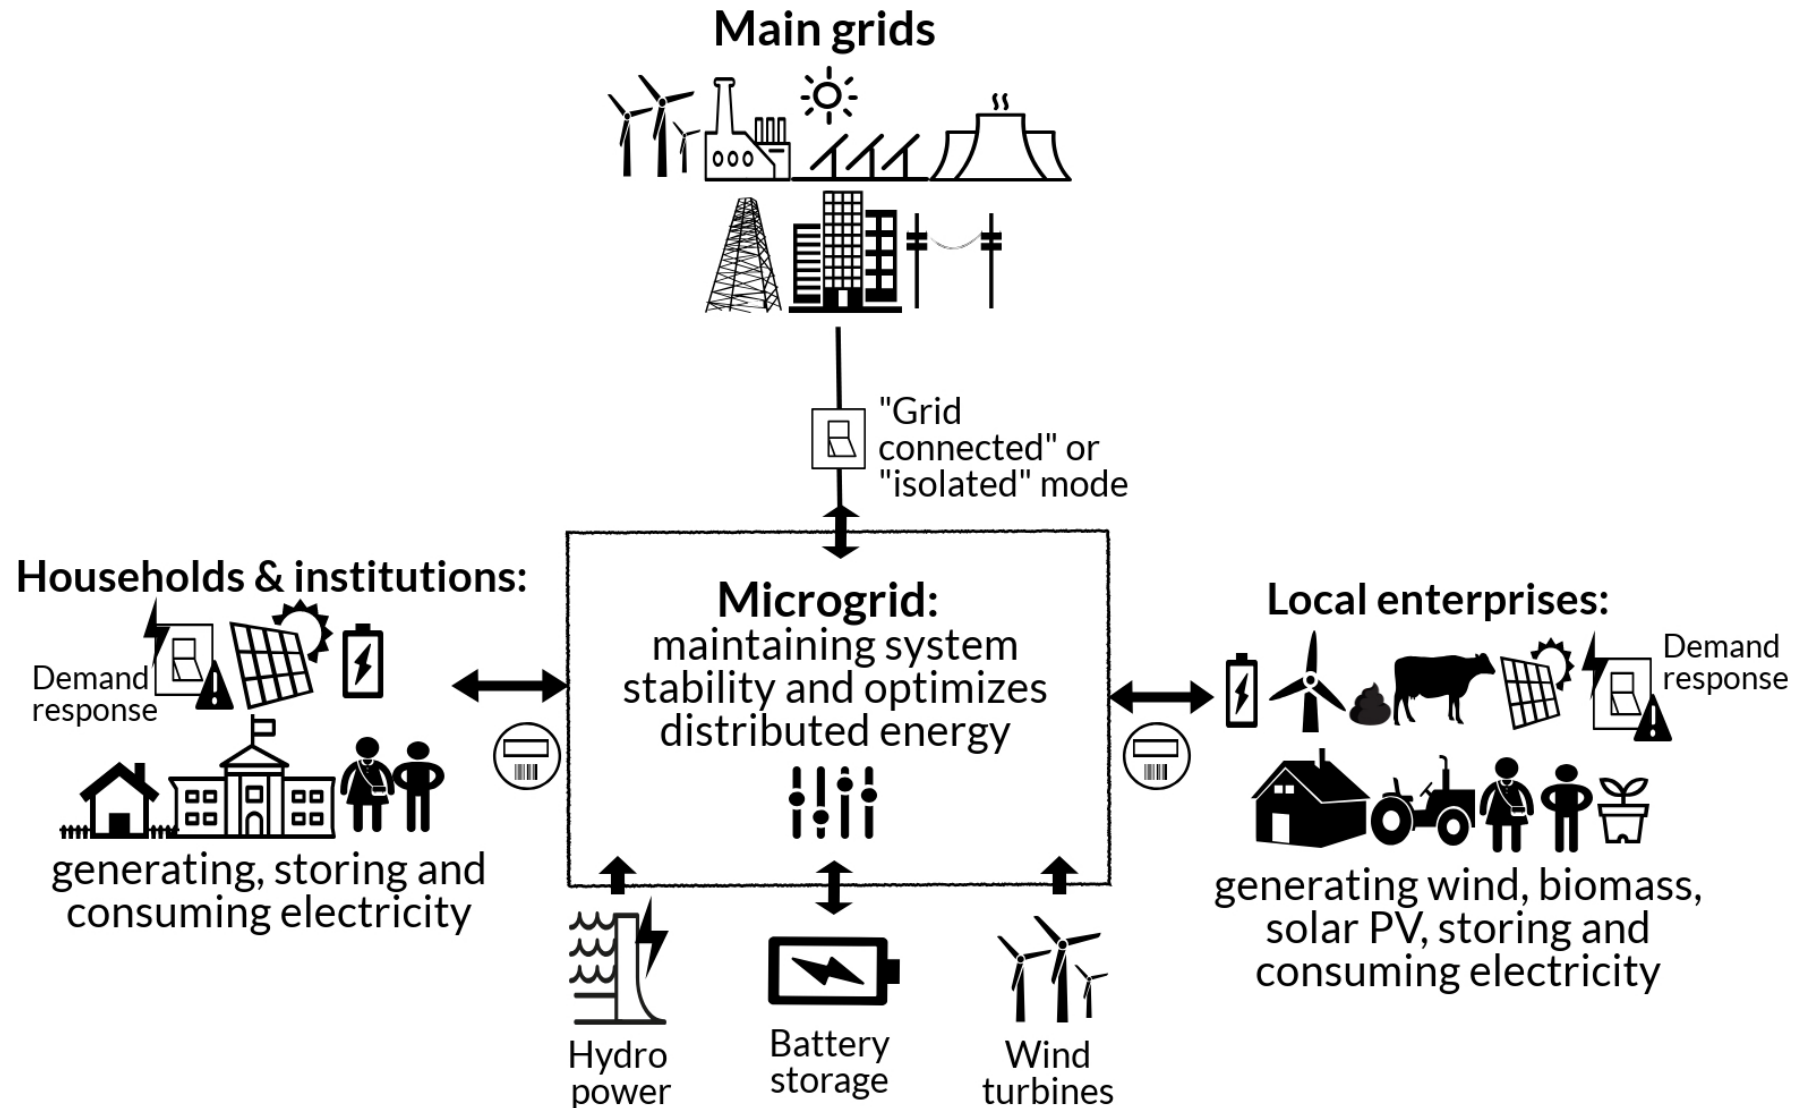 Main grids
"Grid
connected" or
"isolated" mode
Households & institutions:
Demand
response
generating, storing and
consuming electricity
Microgrid:
maintaining system
stability and optimizes
distributed energy
Local enterprises:
Demand
response
generating wind, biomass,
solar PV, storing and
consuming electricity
Hydro
power
Battery
storage
Wind
turbines